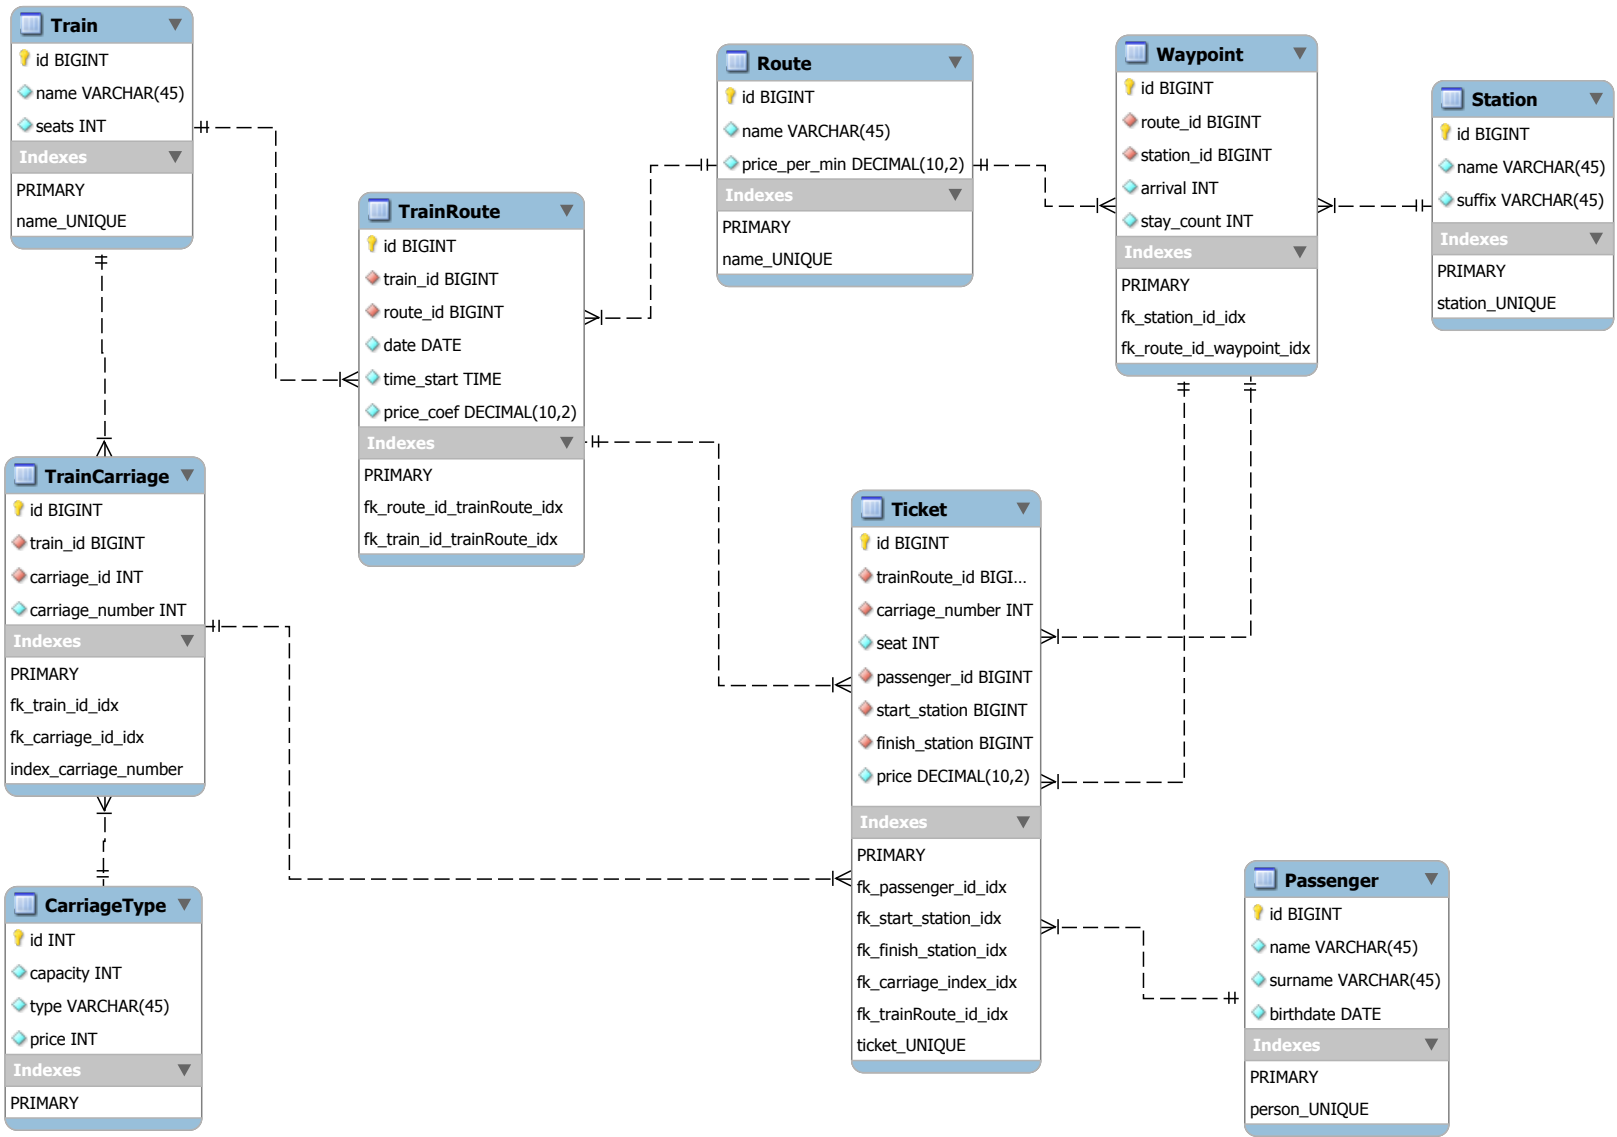 Train
id BIGINT
name VARCHAR(45)
seats INT
Indexes
PRIMARY
name_UNIQUE
TrainRoute
id BIGINT
train_id BIGINT
route_id BIGINT
date DATE
time_start TIME
price_coef DECIMAL(10,2)
Indexes
PRIMARY
fk_route_id_trainRoute_idx
fk_train_id_trainRoute_idx
Route
id BIGINT
name VARCHAR(45)
price_per_min DECIMAL(10,2)
Indexes
PRIMARY
name_UNIQUE
Waypoint
id BIGINT
route_id BIGINT
station_id BIGINT
arrival INT
stay_count INT
Indexes
PRIMARY
fk_station_id_idx
fk_route_id_waypoint_idx
Station
id BIGINT
name VARCHAR(45)
suffix VARCHAR(45)
Indexes
PRIMARY
station_UNIQUE
TrainCarriage
id BIGINT
train_id BIGINT
carriage_id INT
carriage_number INT
Indexes
PRIMARY
fk_train_id_idx
fk_carriage_id_idx
index_carriage_number
Ticket
id BIGINT
trainRoute_id BIGI...
carriage_number INT
seat INT
passenger_id BIGINT
start_station BIGINT
finish_station BIGINT
price DECIMAL(10,2)
Indexes
PRIMARY
fk_passenger_id_idx
fk_start_station_idx
fk_finish_station_idx
fk_carriage_index_idx
fk_trainRoute_id_idx
ticket_UNIQUE
CarriageType
id INT
capacity INT
type VARCHAR(45)
price INT
Indexes
PRIMARY
Passenger
id BIGINT
name VARCHAR(45)
surname VARCHAR(45)
birthdate DATE
Indexes
PRIMARY
person_UNIQUE